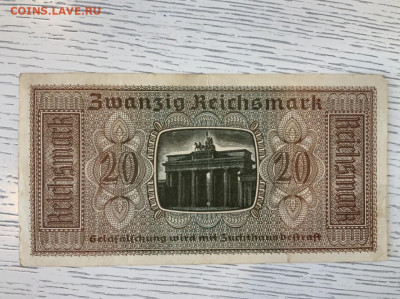 COINS.LAVE.RU
Zwanzig Reichsmark
Reichsmark
20
20
Reichsmark
Geldfälschung wird mit Zuchthaus bestraft